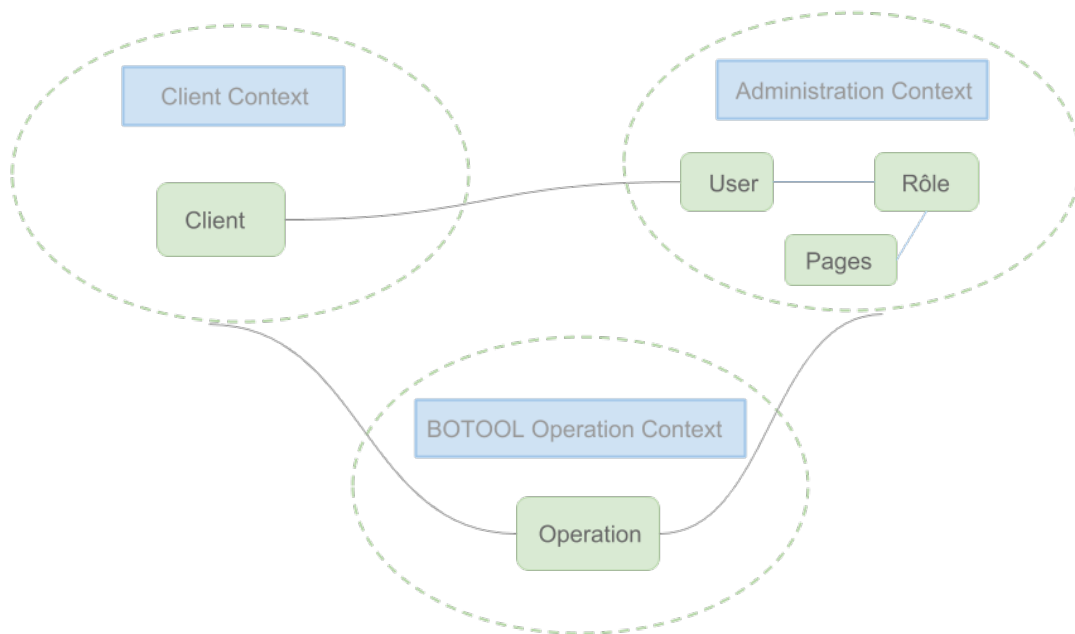 Client Context
Administration Context
Client
User
Rôle
Pages
BOTOOL Operation Context
Operation